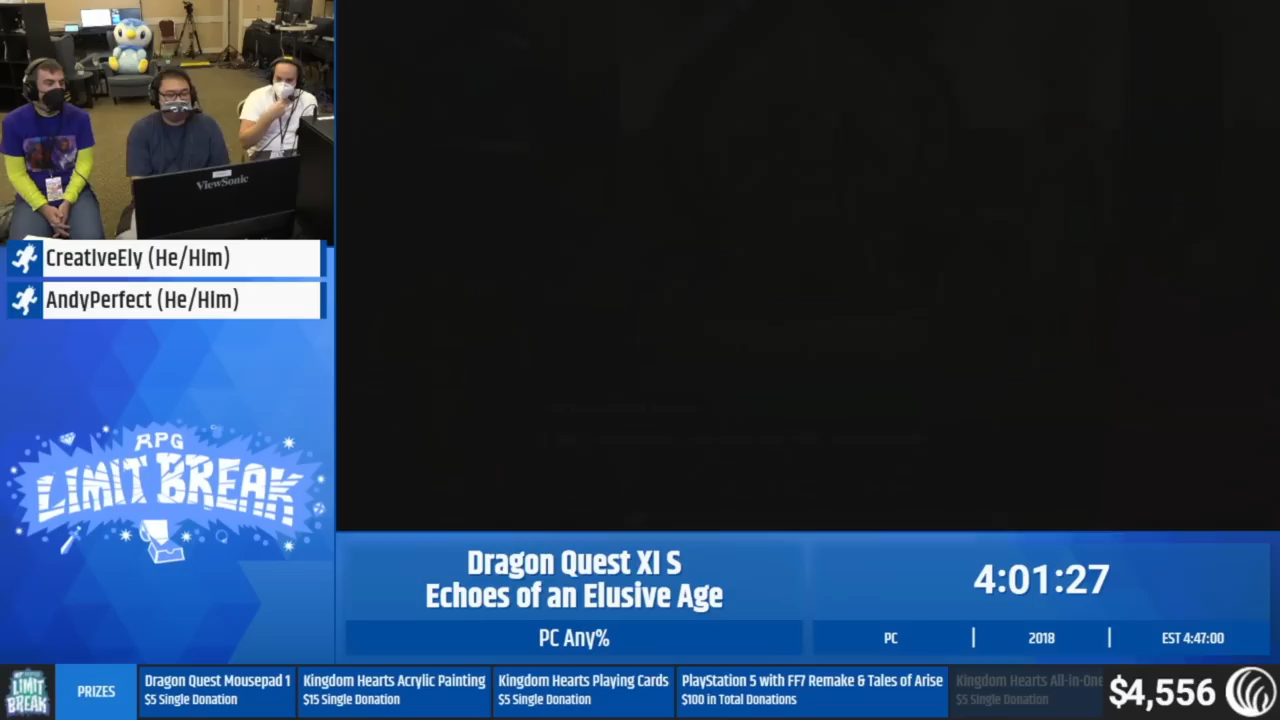 ViewSonic
CreativeEly (He/Him)
AndyPerfect (He/Him)
RPG
LIMIT BREAK
Dragon Quest XI S
Echoes of an Elusive Age
PC Any%
4:01:27
PC | 2018 | EST 4:47:00
LIMIT
BREAK
PRIZES
Dragon Quest Mousepad 1
$5 Single Donation
Kingdom Hearts Acrylic Painting
$15 Single Donation
Kingdom Hearts Playing Cards
$5 Single Donation
PlayStation 5 with FF7 Remake & Tales of Arise
$100 in Total Donations
Kingdom Hearts All-in-One
$5 Single Donation
$4,556